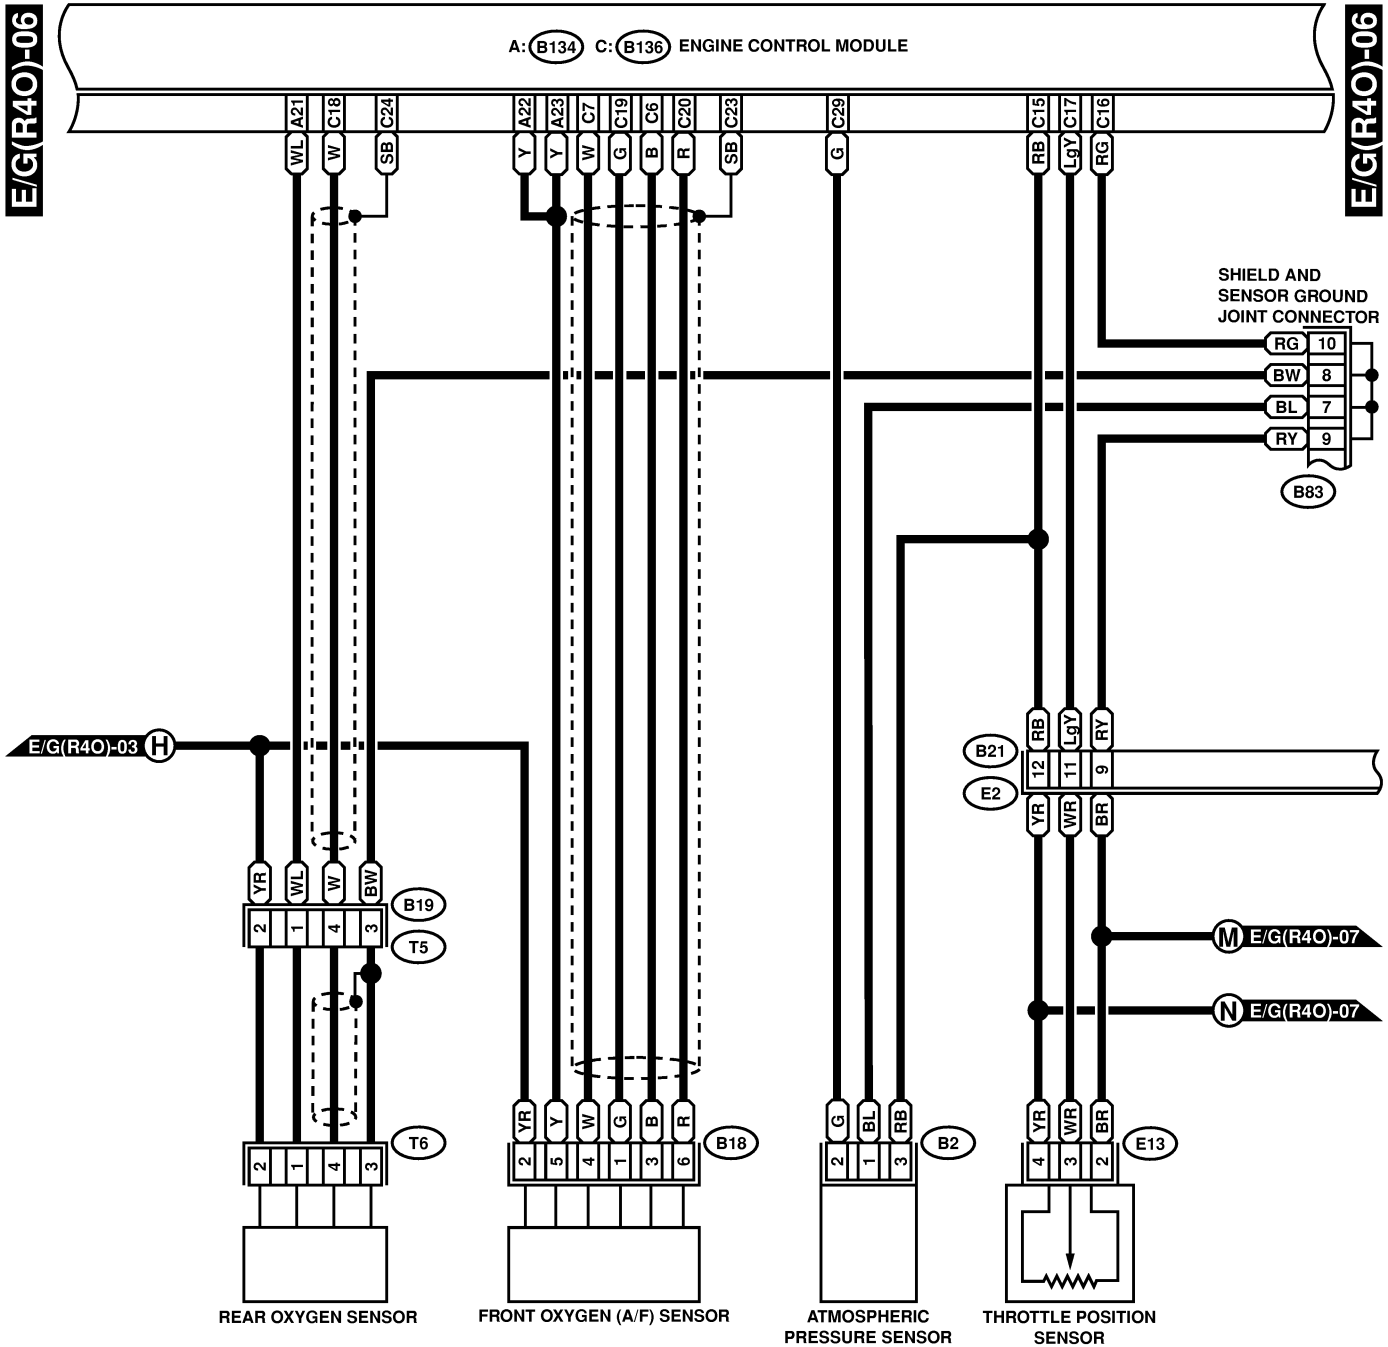 E/G(R4O)-06
E/G(R4O)-06
A: B134 C: B136 ENGINE CONTROL MODULE
A21 C18 C24 A22 A23 C7 C19 C6 C20 C23 C29 C15 C17 C16
WL W SB Y Y W G B R SB G RB LgY RG
SHIELD AND
SENSOR GROUND
JOINT CONNECTOR
RG 10
BW 8
BL 7
RY 9
B83
RB LgY RY
E/G(R4O)-03 H
B21
12 11 9
E2
YR WR BR
YR WL W BW
B19
2 1 4 3
T5
M E/G(R4O)-07
N E/G(R4O)-07
YR Y W G B R G BL RB YR WR BR
T6 B18 B2 E13
2 1 4 3 2 5 4 1 3 6 2 1 3 4 3 2
REAR OXYGEN SENSOR
FRONT OXYGEN (A/F) SENSOR
ATMOSPHERIC
PRESSURE SENSOR
THROTTLE POSITION
SENSOR